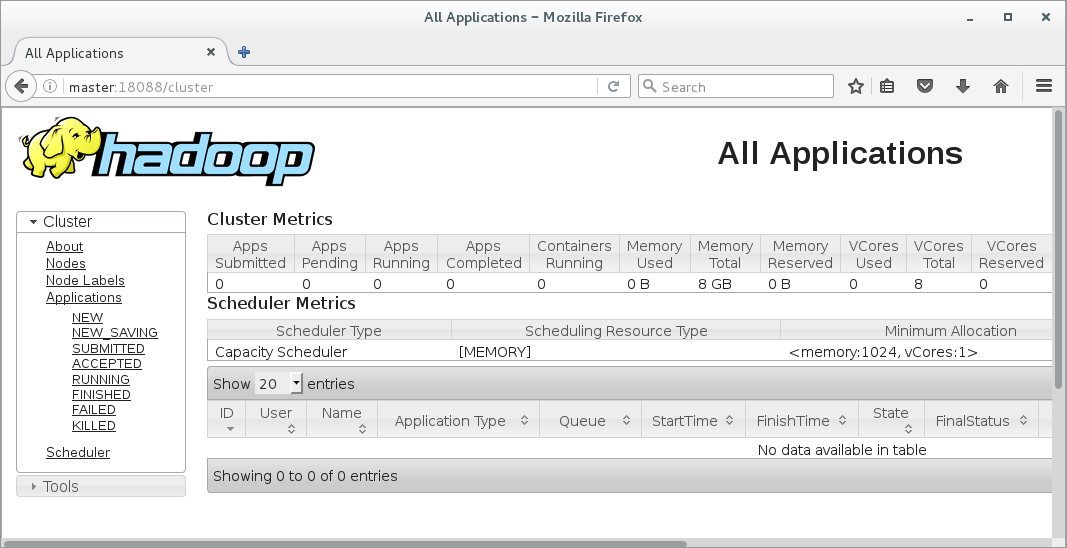 All Applications – Mozilla Firefox
All Applications
master:18088/cluster
Search
hadoop
All Applications
Cluster
About
Nodes
Node Labels
Applications
NEW
NEW_SAVING
SUBMITTED
ACCEPTED
RUNNING
FINISHED
FAILED
KILLED
Scheduler
Tools
Cluster Metrics
Apps Submitted Apps Pending Apps Running Apps Completed Containers Running Memory Used Memory Total Memory Reserved VCores Used VCores Total VCores Reserved
0 0 0 0 0 0 B 8 GB 0 B 0 8 0
Scheduler Metrics
Scheduler Type Scheduling Resource Type Minimum Allocation
Capacity Scheduler [MEMORY] <memory:1024, vCores:1>
Show 20 entries
ID User Name Application Type Queue StartTime FinishTime State FinalStatus
No data available in table
Showing 0 to 0 of 0 entries